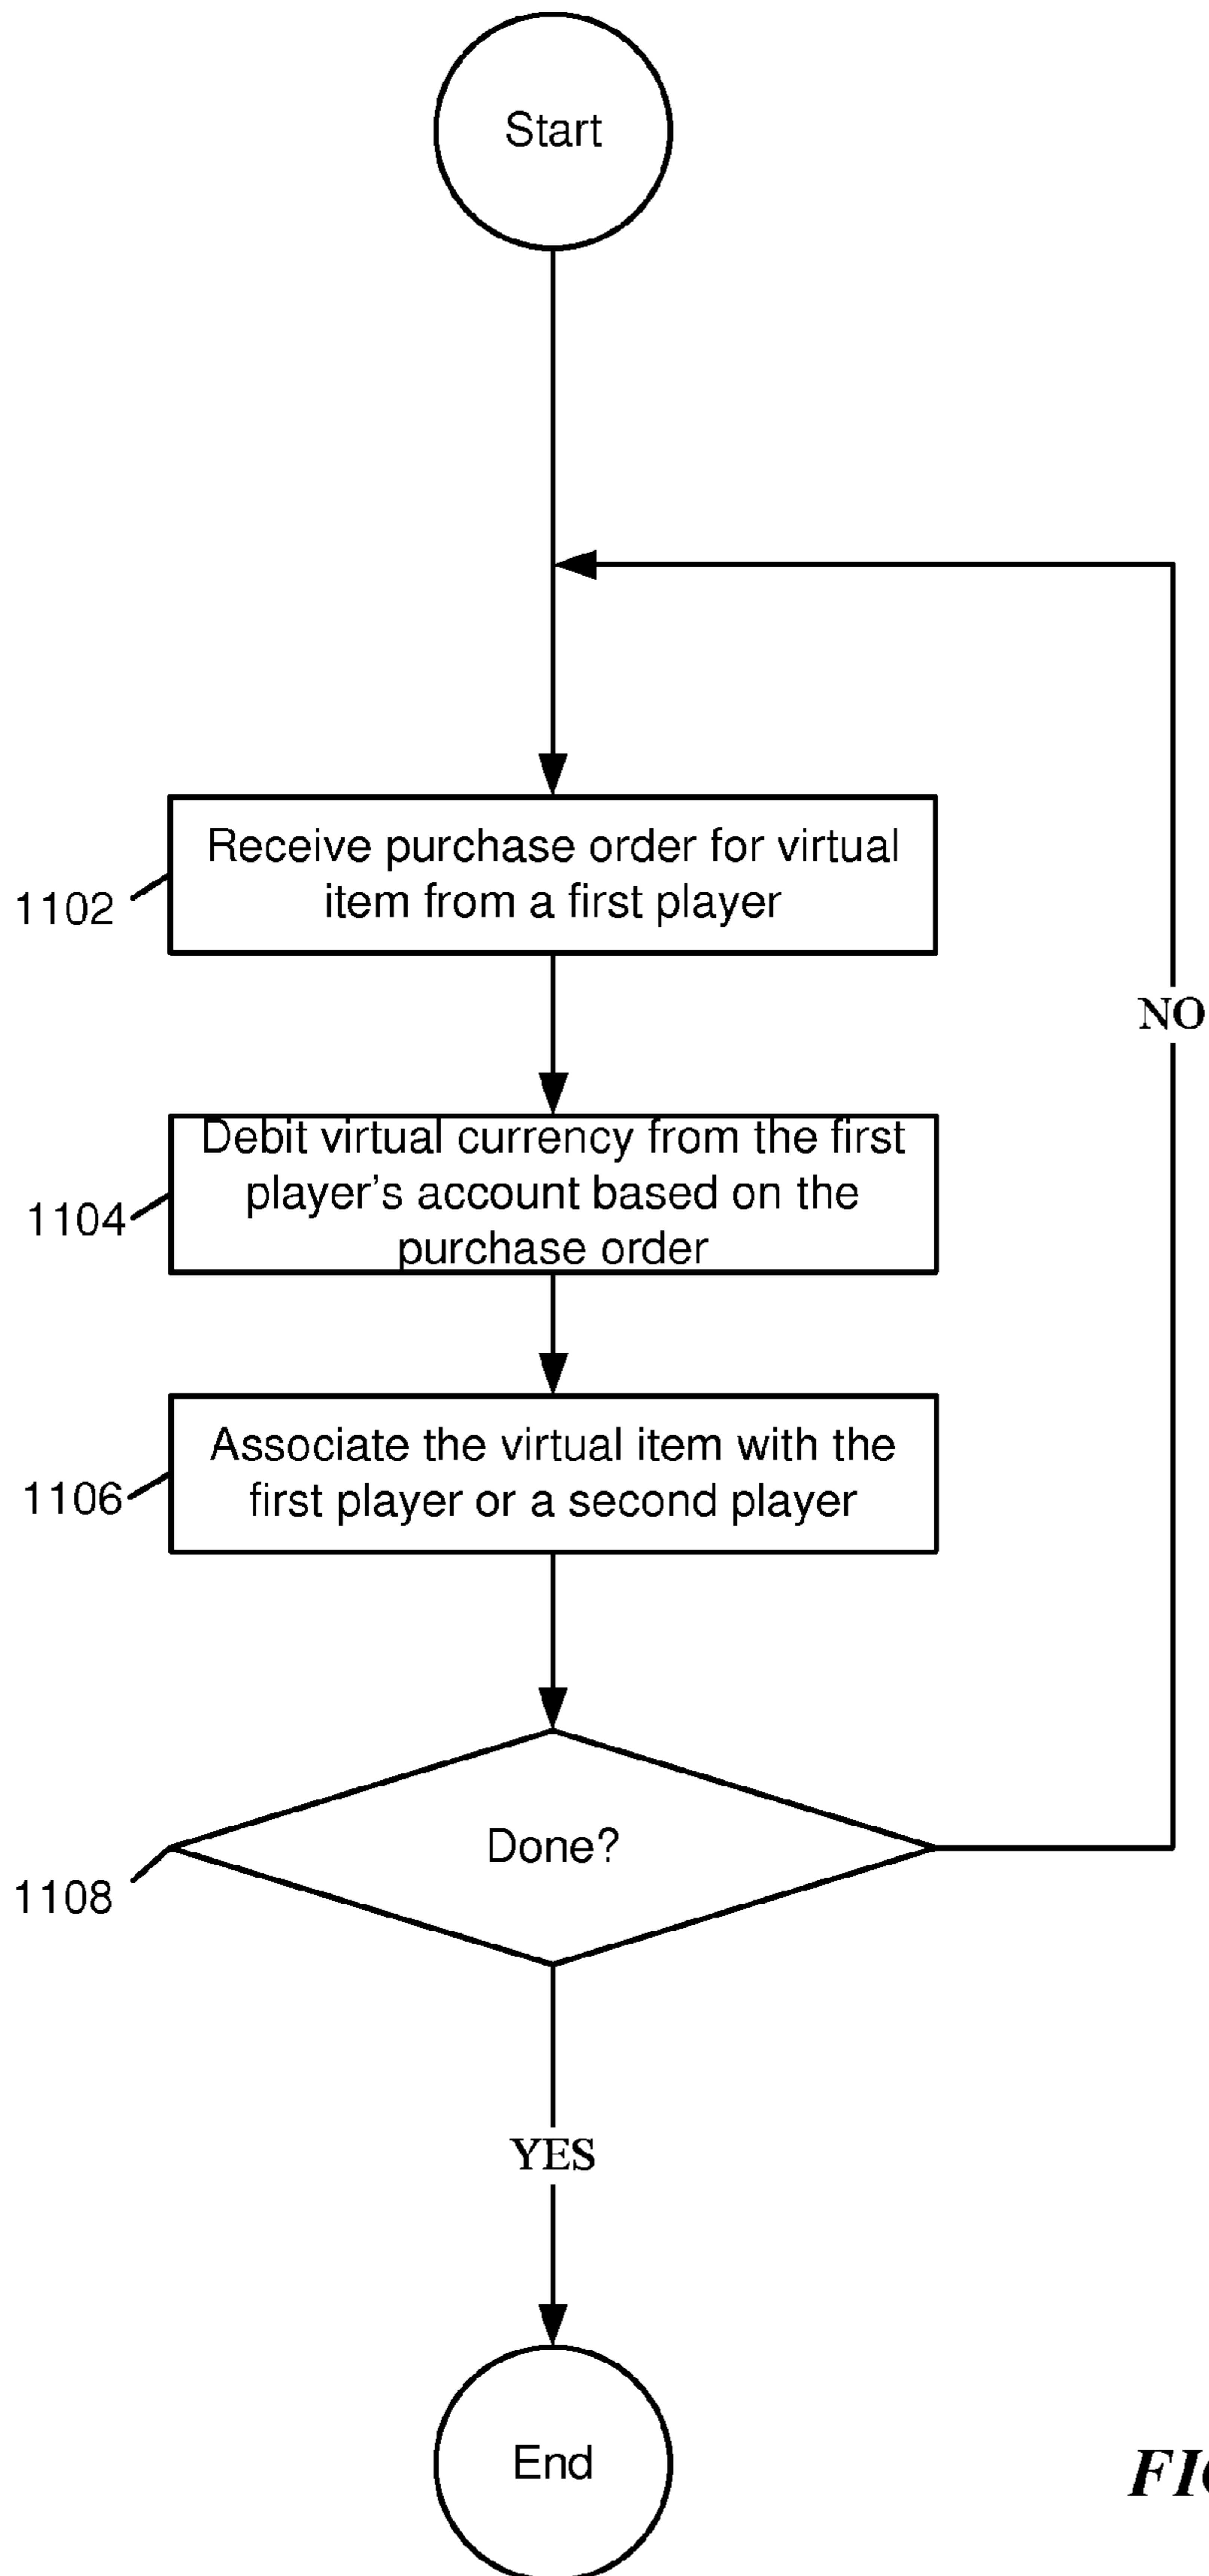 Start
Receive purchase order for virtual
item from a first player
1102
NO
Debit virtual currency from the first
player’s account based on the
purchase order
1104
Associate the virtual item with the
first player or a second player
1106
Done?
1108
YES
End